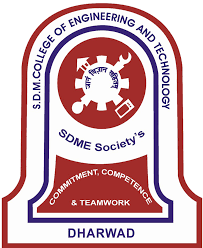 S.D.M.COLLEGE OF ENGINEERING AND TECHNOLOGY
SDME Society's
COMMITMENT, COMPETENCE
& TEAMWORK
DHARWAD